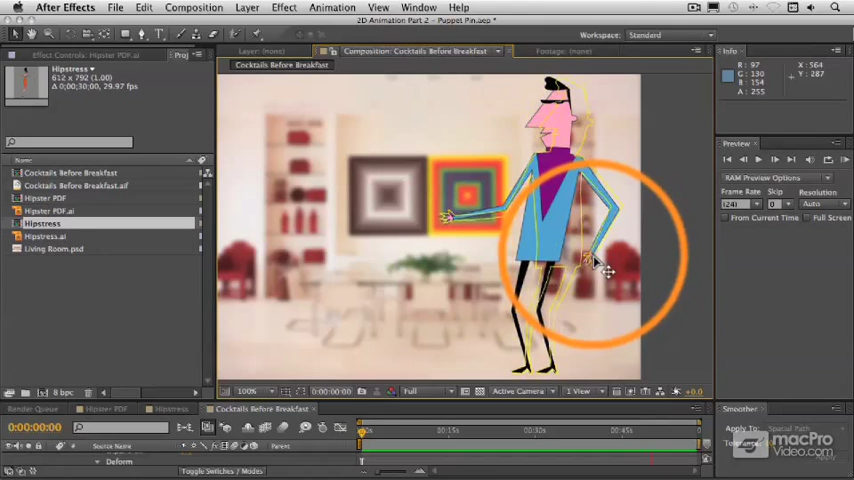 After Effects File Edit Composition Layer Effect Animation View Window Help
2D Animation Part 2 - Puppet Pin.aep *
Workspace: Standard
Effect Controls: Hipster PDF.ai Proj
Layer: (none) Composition: Cocktails Before Breakfast Footage: (none)
Info
Hipstress
612 x 792 (1.00)
Δ 0;00;30;00, 29.97 fps
Cocktails Before Breakfast
R: 97 X: 564
G: 130 Y: 287
B: 154
A: 255
Preview
Name
Cocktails Before Breakfast
Cocktails Before Breakfast.aif
Hipster PDF
Hipster PDF.ai
Hipstress
Hipstress.ai
Living Room.psd
RAM Preview Options
Frame Rate Skip Resolution
(24) 0 Auto
From Current Time Full Screen
8 bpc
100% 0:00:00:00 Full Active Camera 1 View +0.0
Render Queue Hipster PDF Hipstress Cocktails Before Breakfast
0:00:00:00
00:15s 00:30s 00:45s
# Source Name Parent
Deform
Toggle Switches / Modes
Smoother
Apply To: Spatial Path
macPro
Video.com